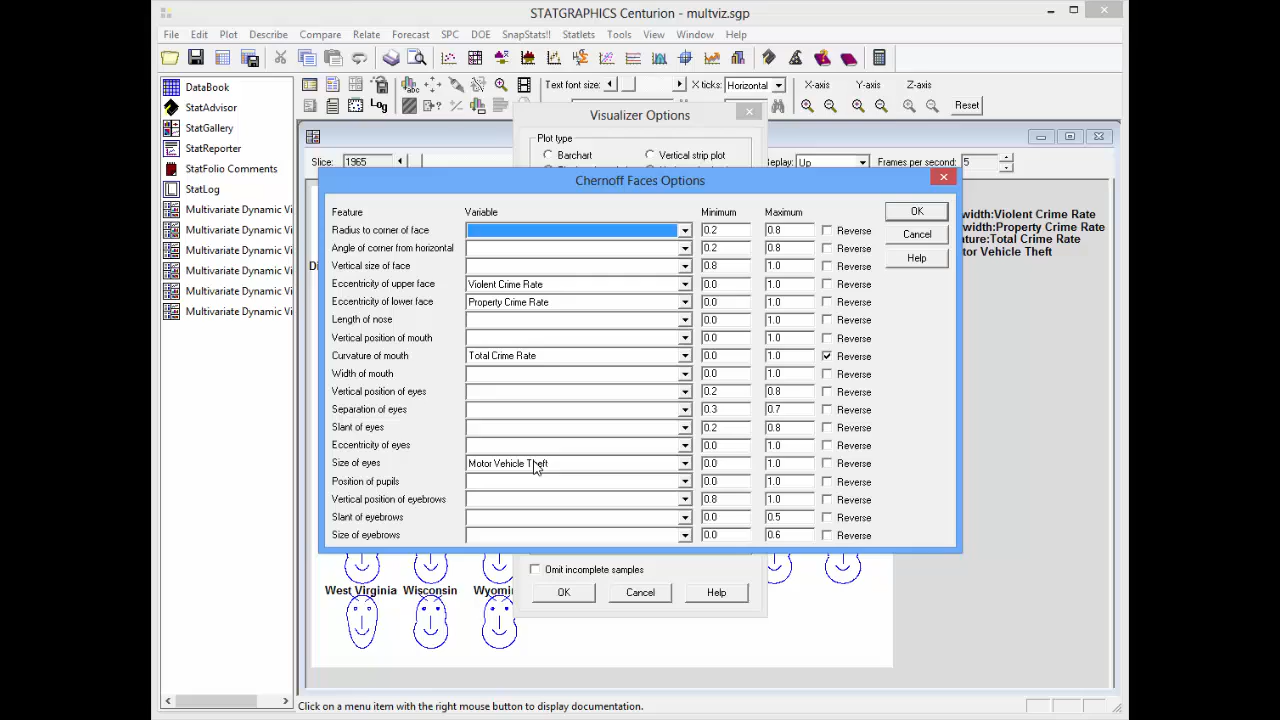 STATGRAPHICS Centurion - multviz.sgp
File Edit Plot Describe Compare Relate Forecast SPC DOE SnapStats!! Statlets Tools View Window Help
Text font size: X ticks: Horizontal X-axis Y-axis Z-axis
Log Reset
DataBook
StatAdvisor
StatGallery
StatReporter
StatFolio Comments
StatLog
Multivariate Dynamic Vi
Multivariate Dynamic Vi
Multivariate Dynamic Vi
Multivariate Dynamic Vi
Multivariate Dynamic Vi
Multivariate Dynamic Vi
Visualizer Options
Plot type
Barchart Vertical strip plot
Slice: 1965 Replay: Up Frames per second: 5
width:Violent Crime Rate
width:Property Crime Rate
ature:Total Crime Rate
tor Vehicle Theft
Di
Chernoff Faces Options
Feature Variable Minimum Maximum OK
Radius to corner of face 0.2 0.8 Reverse
Angle of corner from horizontal 0.2 0.8 Reverse Cancel
Vertical size of face 0.8 1.0 Reverse Help
Eccentricity of upper face Violent Crime Rate 0.0 1.0 Reverse
Eccentricity of lower face Property Crime Rate 0.0 1.0 Reverse
Length of nose 0.0 1.0 Reverse
Vertical position of mouth 0.0 1.0 Reverse
Curvature of mouth Total Crime Rate 0.0 1.0 Reverse
Width of mouth 0.0 1.0 Reverse
Vertical position of eyes 0.2 0.8 Reverse
Separation of eyes 0.3 0.7 Reverse
Slant of eyes 0.2 0.8 Reverse
Eccentricity of eyes 0.0 1.0 Reverse
Size of eyes Motor Vehicle Theft 0.0 1.0 Reverse
Position of pupils 0.0 1.0 Reverse
Vertical position of eyebrows 0.8 1.0 Reverse
Slant of eyebrows 0.0 0.5 Reverse
Size of eyebrows 0.0 0.6 Reverse
Omit incomplete samples
OK Cancel Help
West Virginia Wisconsin Wyomin
Click on a menu item with the right mouse button to display documentation.